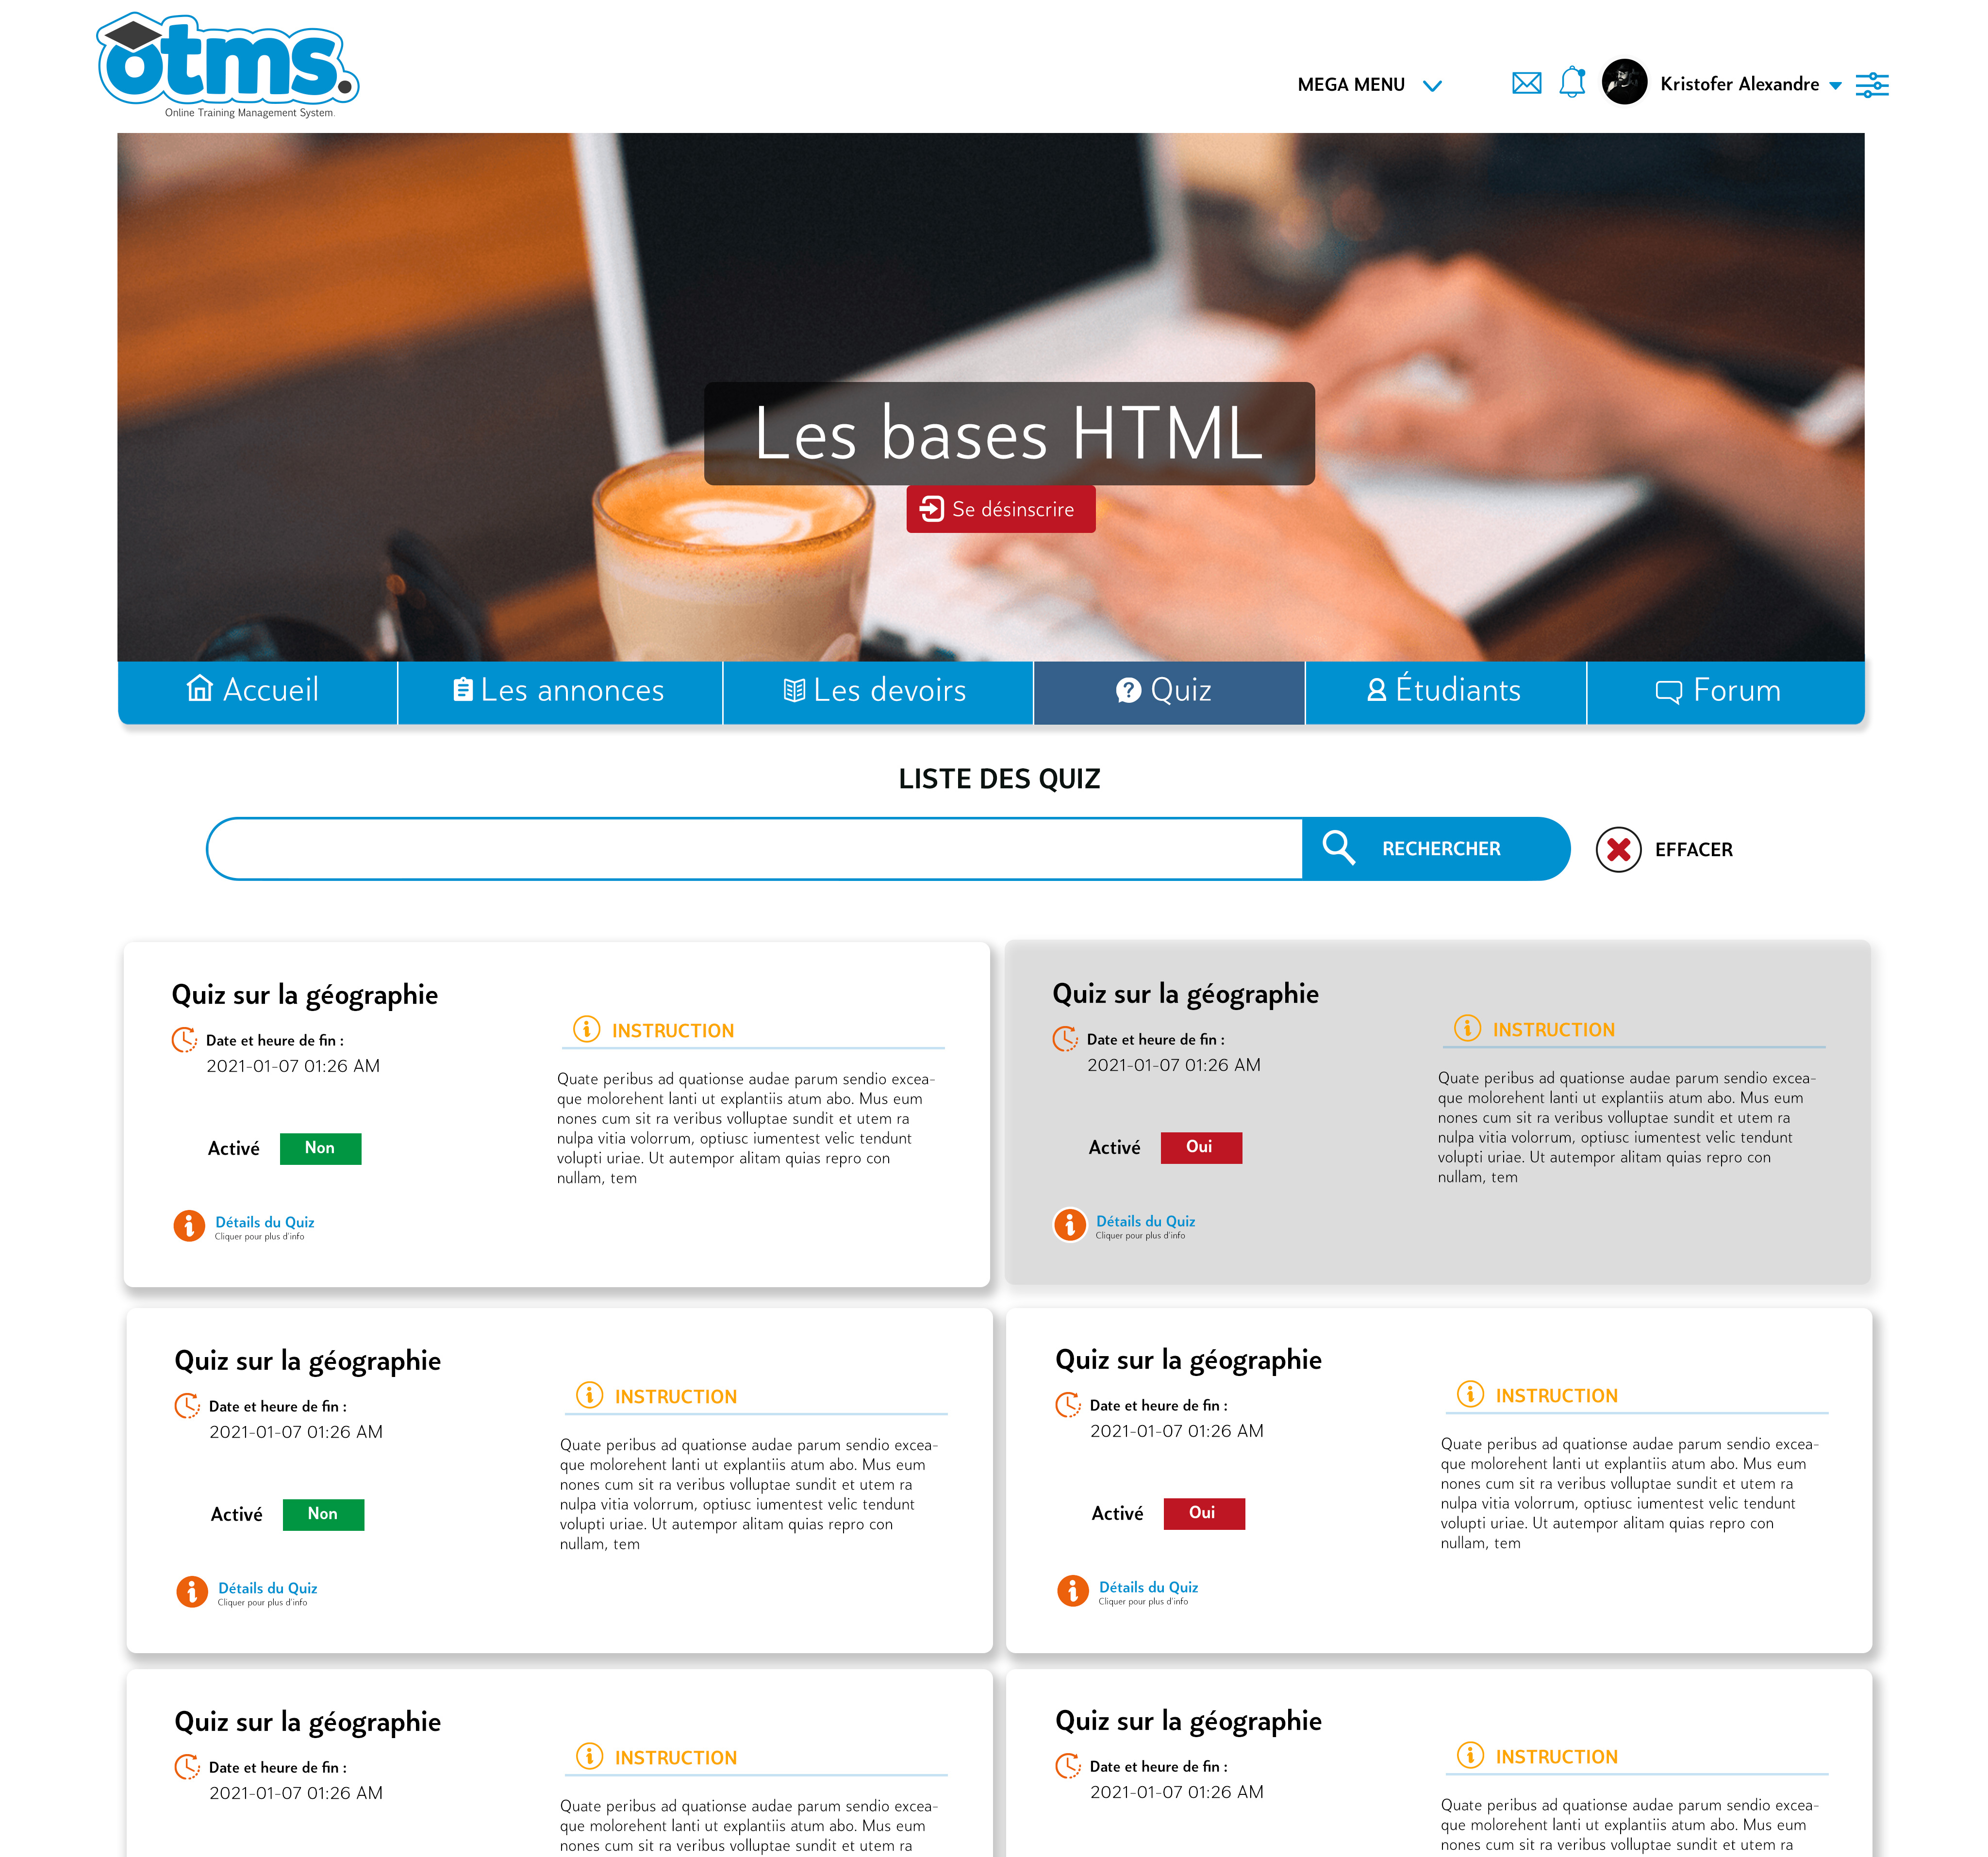 otms.
Online Training Management System.
MEGA MENU
Kristofer Alexandre
Les bases HTML
Se désinscrire
Accueil
Les annonces
Les devoirs
Quiz
Étudiants
Forum
LISTE DES QUIZ
RECHERCHER
EFFACER
Quiz sur la géographie
Date et heure de fin :
2021-01-07 01:26 AM
Activé Non
Détails du Quiz
Cliquer pour plus d'info
INSTRUCTION
Quate peribus ad quationse audae parum sendio excea-
que molorehent lanti ut explantiis atum abo. Mus eum
nones cum sit ra veribus volluptae sundit et utem ra
nulpa vitia volorrum, optiusc iumentest velic tendunt
volupti uriae. Ut autempor alitam quias repro con
nullam, tem
Quiz sur la géographie
Date et heure de fin :
2021-01-07 01:26 AM
Activé Oui
Détails du Quiz
Cliquer pour plus d'info
INSTRUCTION
Quate peribus ad quationse audae parum sendio excea-
que molorehent lanti ut explantiis atum abo. Mus eum
nones cum sit ra veribus volluptae sundit et utem ra
nulpa vitia volorrum, optiusc iumentest velic tendunt
volupti uriae. Ut autempor alitam quias repro con
nullam, tem
Quiz sur la géographie
Date et heure de fin :
2021-01-07 01:26 AM
Activé Non
Détails du Quiz
Cliquer pour plus d'info
INSTRUCTION
Quate peribus ad quationse audae parum sendio excea-
que molorehent lanti ut explantiis atum abo. Mus eum
nones cum sit ra veribus volluptae sundit et utem ra
nulpa vitia volorrum, optiusc iumentest velic tendunt
volupti uriae. Ut autempor alitam quias repro con
nullam, tem
Quiz sur la géographie
Date et heure de fin :
2021-01-07 01:26 AM
Activé Oui
Détails du Quiz
Cliquer pour plus d'info
INSTRUCTION
Quate peribus ad quationse audae parum sendio excea-
que molorehent lanti ut explantiis atum abo. Mus eum
nones cum sit ra veribus volluptae sundit et utem ra
nulpa vitia volorrum, optiusc iumentest velic tendunt
volupti uriae. Ut autempor alitam quias repro con
nullam, tem
Quiz sur la géographie
Date et heure de fin :
2021-01-07 01:26 AM
INSTRUCTION
Quate peribus ad quationse audae parum sendio excea-
que molorehent lanti ut explantiis atum abo. Mus eum
nones cum sit ra veribus volluptae sundit et utem ra
Quiz sur la géographie
Date et heure de fin :
2021-01-07 01:26 AM
INSTRUCTION
Quate peribus ad quationse audae parum sendio excea-
que molorehent lanti ut explantiis atum abo. Mus eum
nones cum sit ra veribus volluptae sundit et utem ra